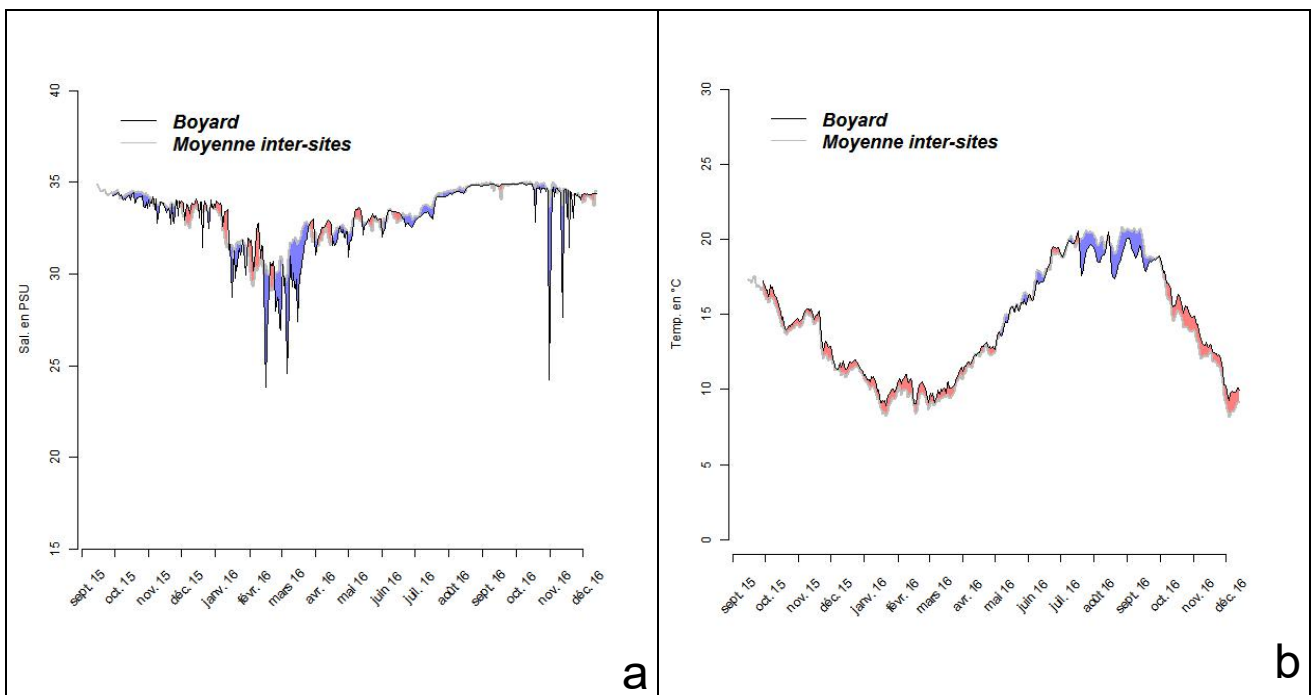 40
35
30
25
20
15
Sal. en PSU
Boyard
Moyenne inter-sites
sept. 15
oct. 15
nov. 15
déc. 15
janv. 16
févr. 16
mars 16
avr. 16
mai 16
juin 16
juil. 16
août 16
sept. 16
oct. 16
nov. 16
déc. 16
a
30
25
20
15
10
5
0
Temp. en °C
Boyard
Moyenne inter-sites
sept. 15
oct. 15
nov. 15
déc. 15
janv. 16
févr. 16
mars 16
avr. 16
mai 16
juin 16
juil. 16
août 16
sept. 16
oct. 16
nov. 16
déc. 16
b